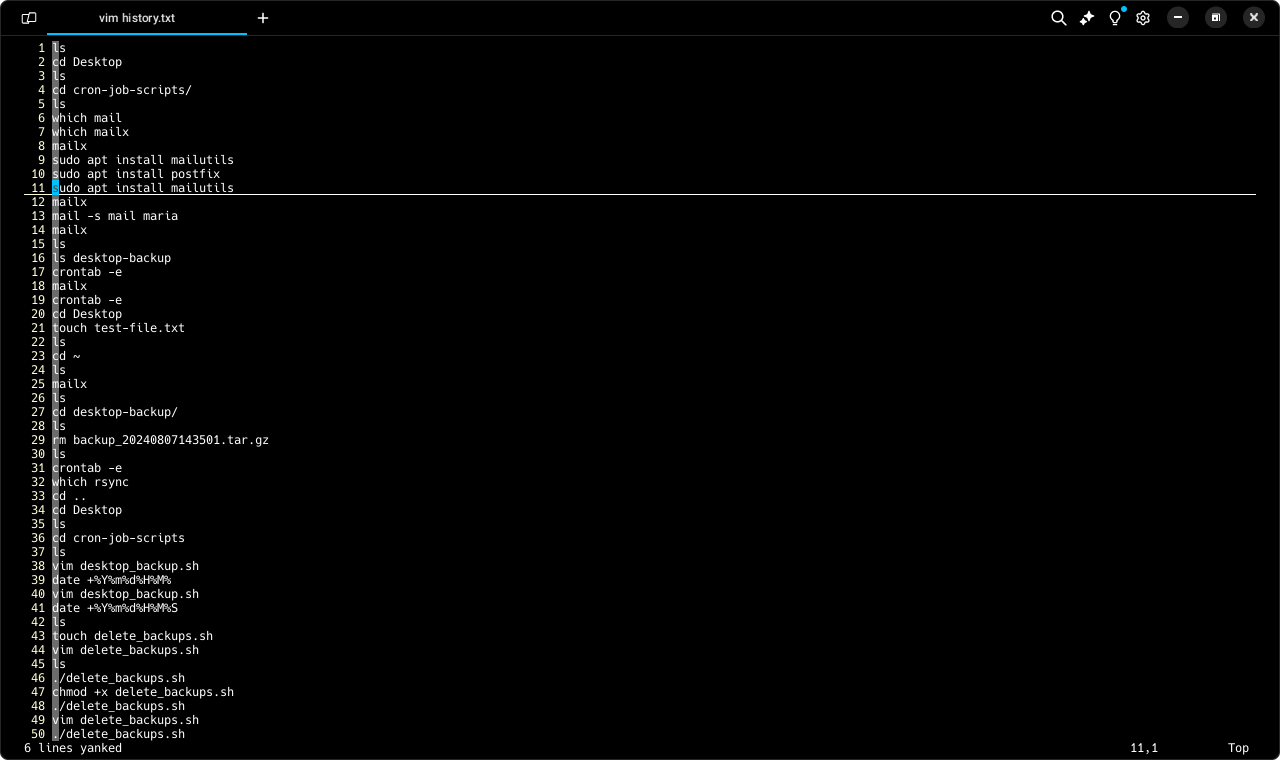 vim history.txt
1 ls
2 cd Desktop
3 ls
4 cd cron-job-scripts/
5 ls
6 which mail
7 which mailx
8 mailx
9 sudo apt install mailutils
10 sudo apt install postfix
11 sudo apt install mailutils
12 mailx
13 mail -s mail maria
14 mailx
15 ls
16 ls desktop-backup
17 crontab -e
18 mailx
19 crontab -e
20 cd Desktop
21 touch test-file.txt
22 ls
23 cd ~
24 ls
25 mailx
26 ls
27 cd desktop-backup/
28 ls
29 rm backup_20240807143501.tar.gz
30 ls
31 crontab -e
32 which rsync
33 cd ..
34 cd Desktop
35 ls
36 cd cron-job-scripts
37 ls
38 vim desktop_backup.sh
39 date +%Y%m%d%H%M%
40 vim desktop_backup.sh
41 date +%Y%m%d%H%M%S
42 ls
43 touch delete_backups.sh
44 vim delete_backups.sh
45 ls
46 ./delete_backups.sh
47 chmod +x delete_backups.sh
48 ./delete_backups.sh
49 vim delete_backups.sh
50 ./delete_backups.sh
6 lines yanked 11,1 Top